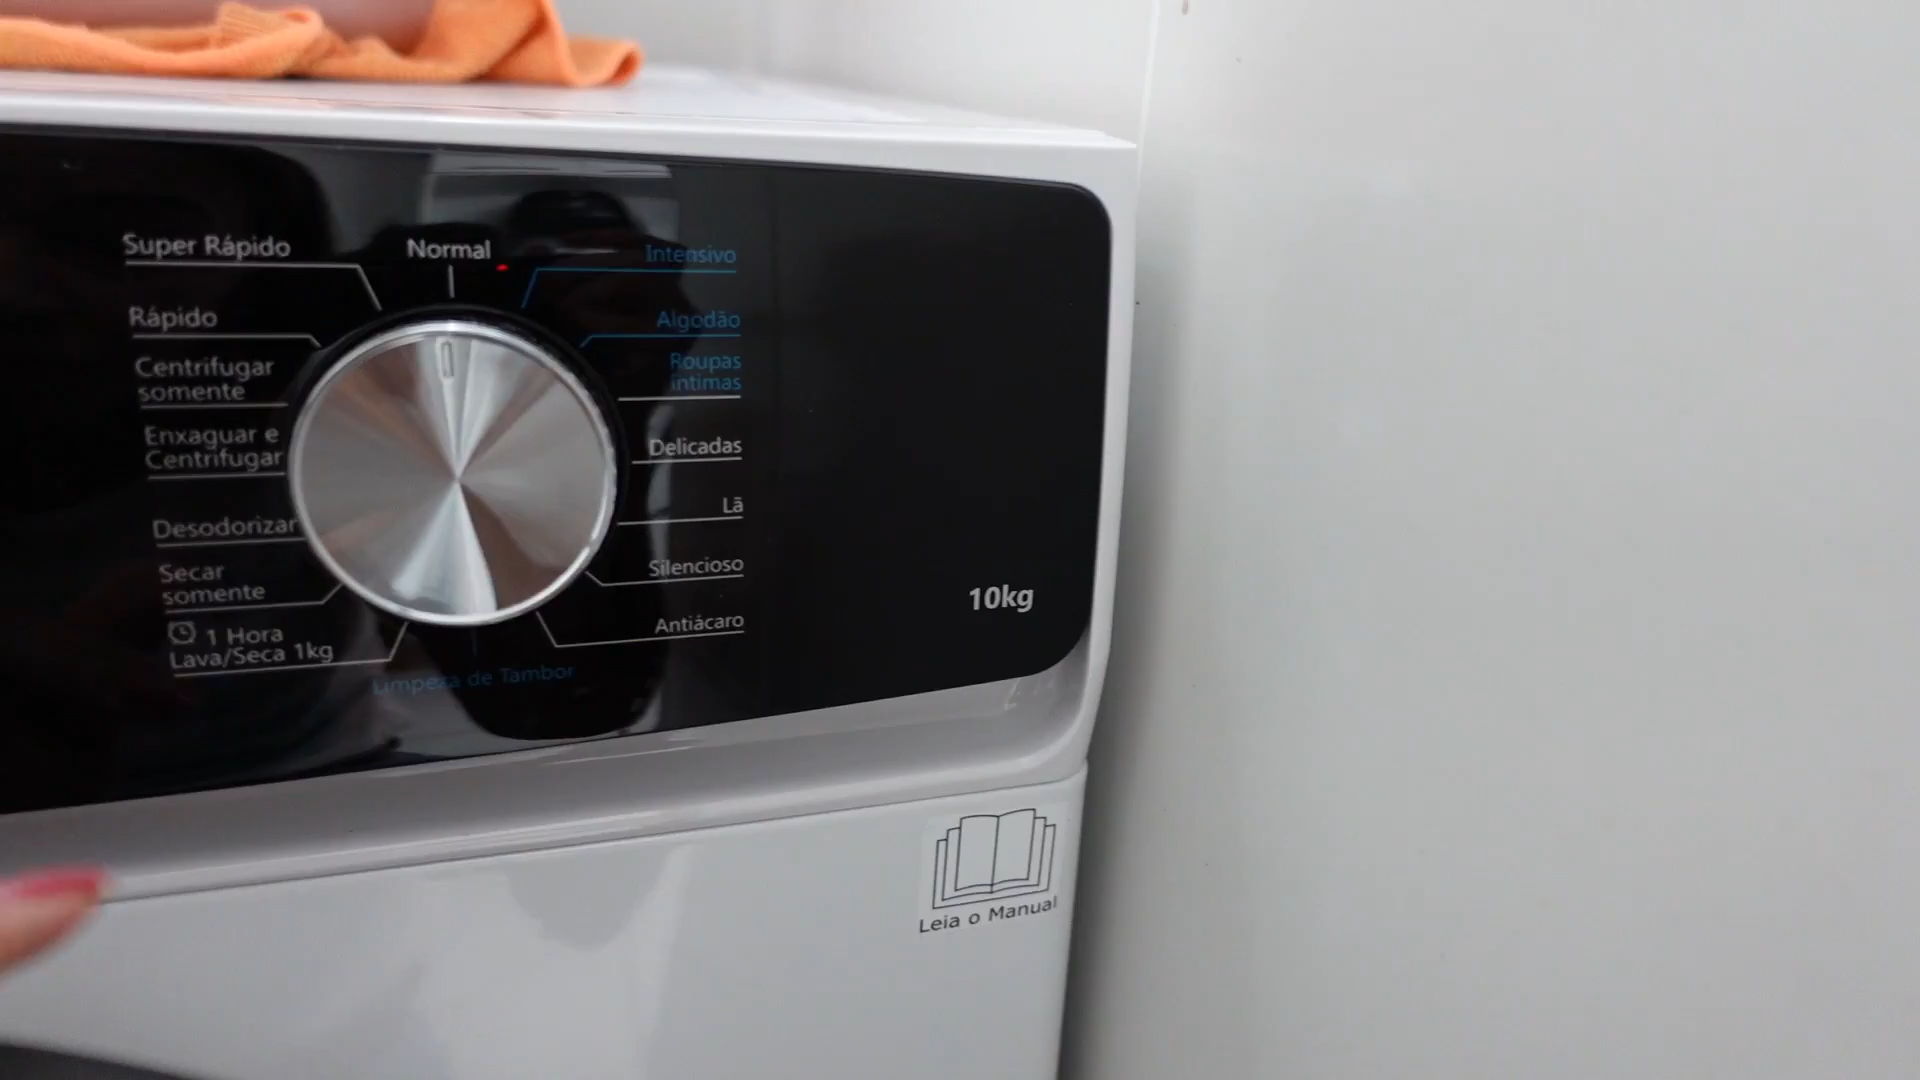 Super Rápido
Normal
Intensivo
Rápido
Algodão
Centrifugar
somente
Roupas
íntimas
Enxaguar e
Centrifugar
Delicadas
Desodorizar
Lã
Secar
somente
Silencioso
1 Hora
Lava/Seca 1kg
Antiácaro
Limpeza de Tambor
10kg
Leia o Manual